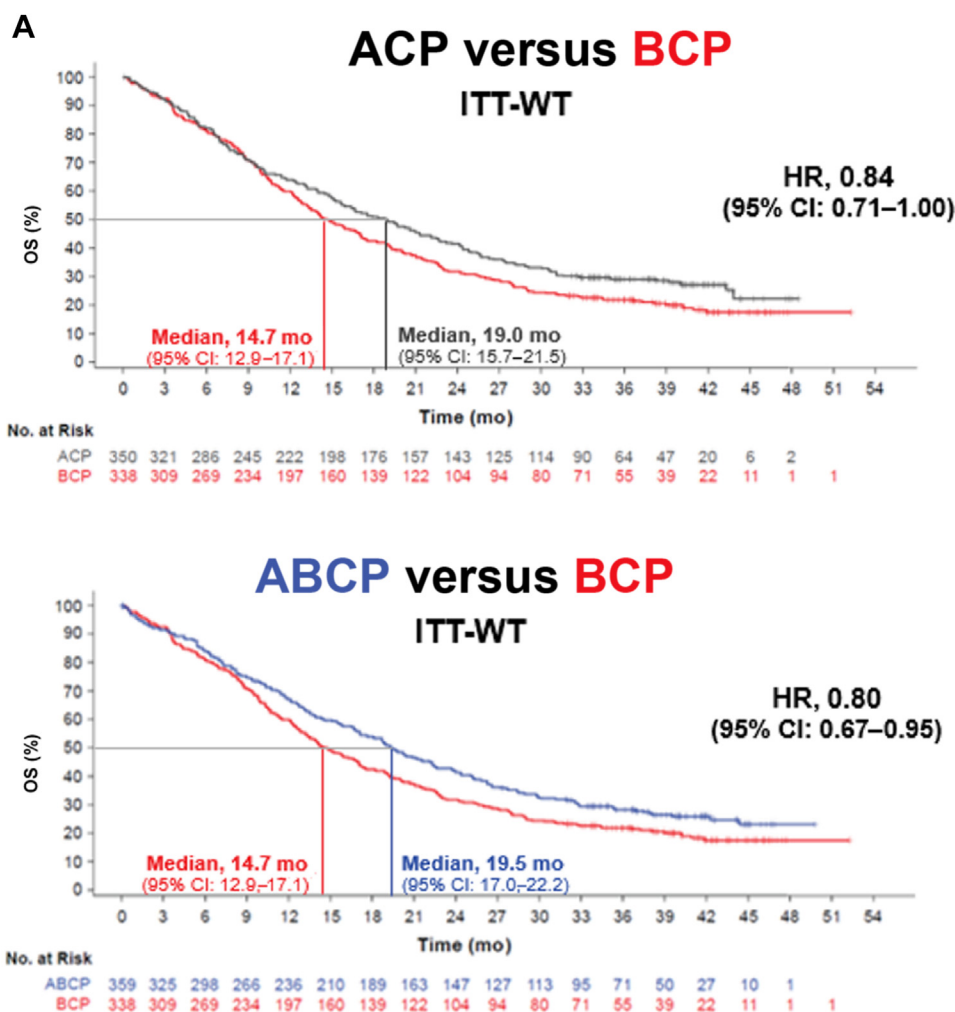 A
ACP versus BCP
ITT-WT
HR, 0.84
(95% CI: 0.71–1.00)
OS (%)
100
90
80
70
60
50
40
30
20
10
0
Median, 14.7 mo
(95% CI: 12.9–17.1)
Median, 19.0 mo
(95% CI: 15.7–21.5)
0 3 6 9 12 15 18 21 24 27 30 33 36 39 42 45 48 51 54
Time (mo)
No. at Risk
ACP 350 321 286 245 222 198 176 157 143 125 114 90 64 47 20 6 2
BCP 338 309 269 234 197 160 139 122 104 94 80 71 55 39 22 11 1 1
ABCP versus BCP
ITT-WT
HR, 0.80
(95% CI: 0.67–0.95)
OS (%)
100
90
80
70
60
50
40
30
20
10
0
Median, 14.7 mo
(95% CI: 12.9–17.1)
Median, 19.5 mo
(95% CI: 17.0–22.2)
0 3 6 9 12 15 18 21 24 27 30 33 36 39 42 45 48 51 54
Time (mo)
No. at Risk
ABCP 359 325 298 266 236 210 189 163 147 127 113 95 71 50 27 10 1
BCP 338 309 269 234 197 160 139 122 104 94 80 71 55 39 22 11 1 1